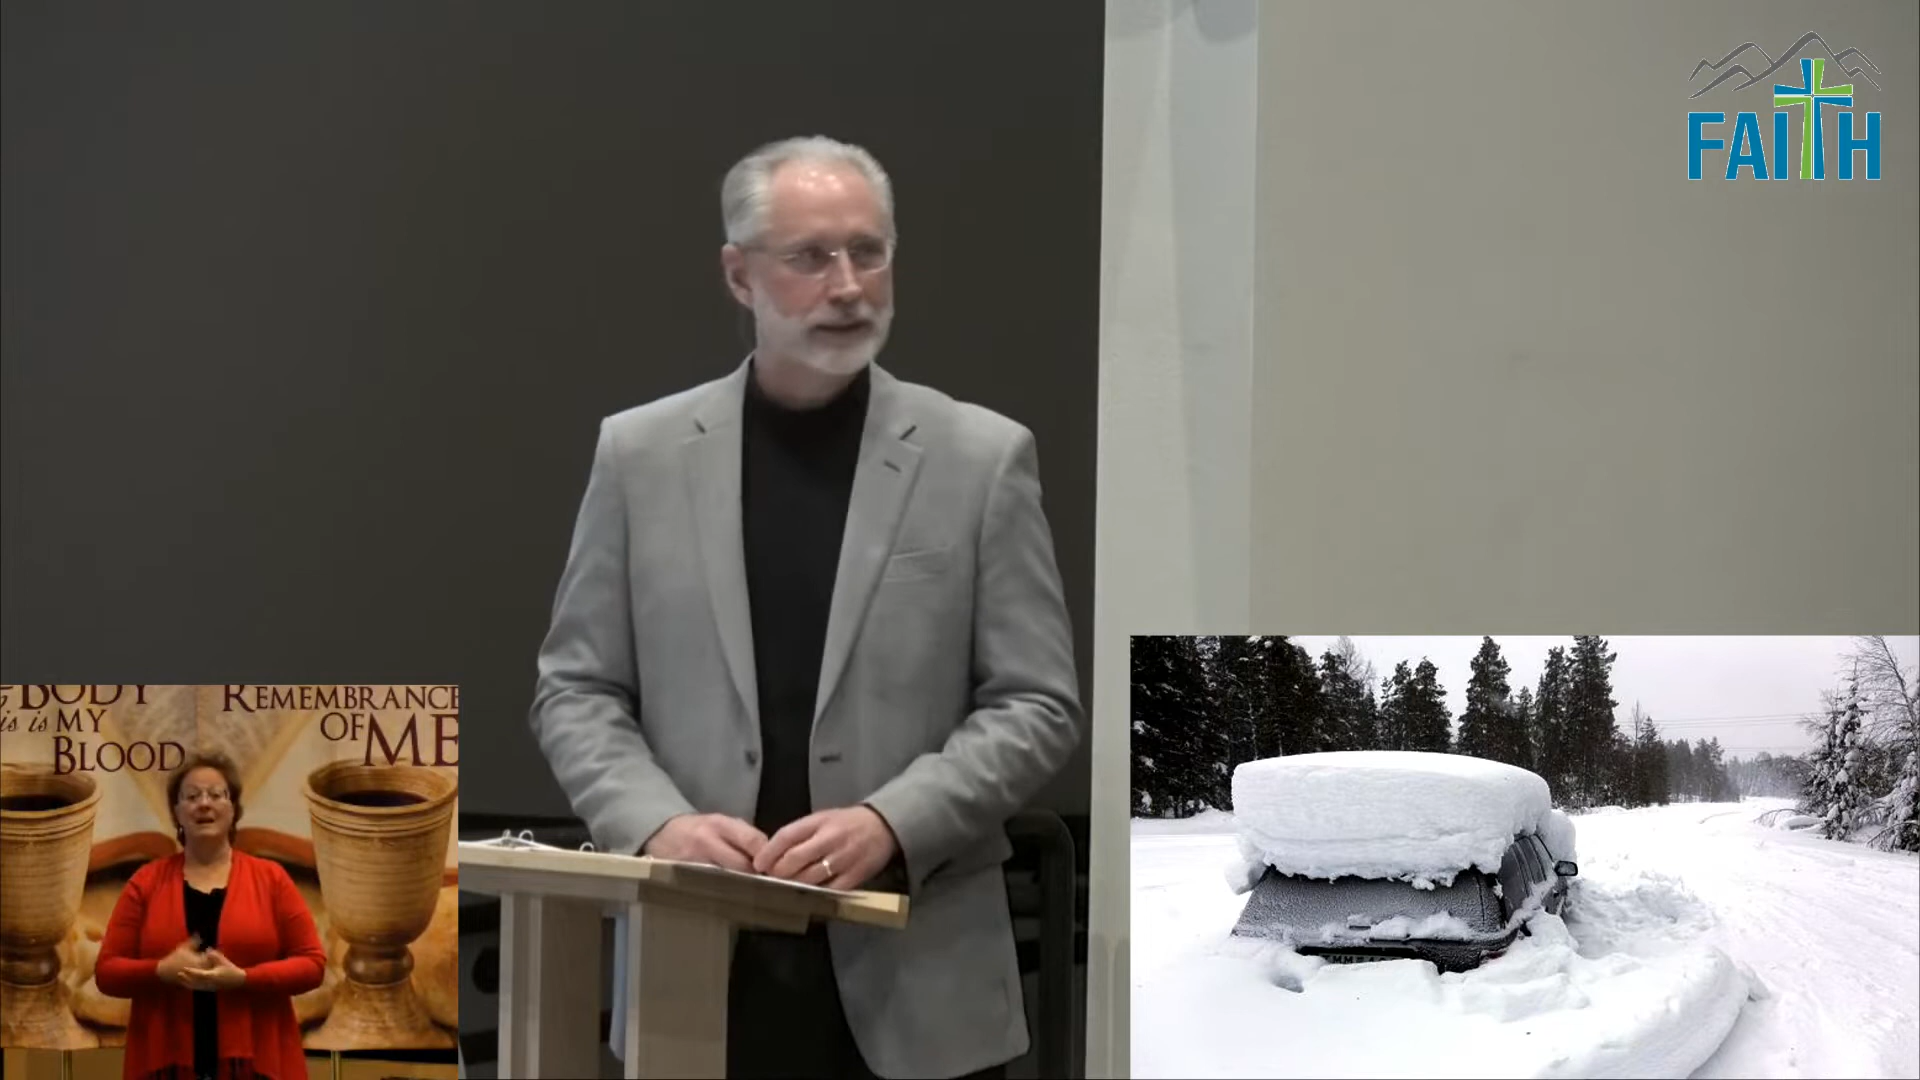 FAITH
BODY
is is MY
BLOOD
REMEMBRANCE
OF ME